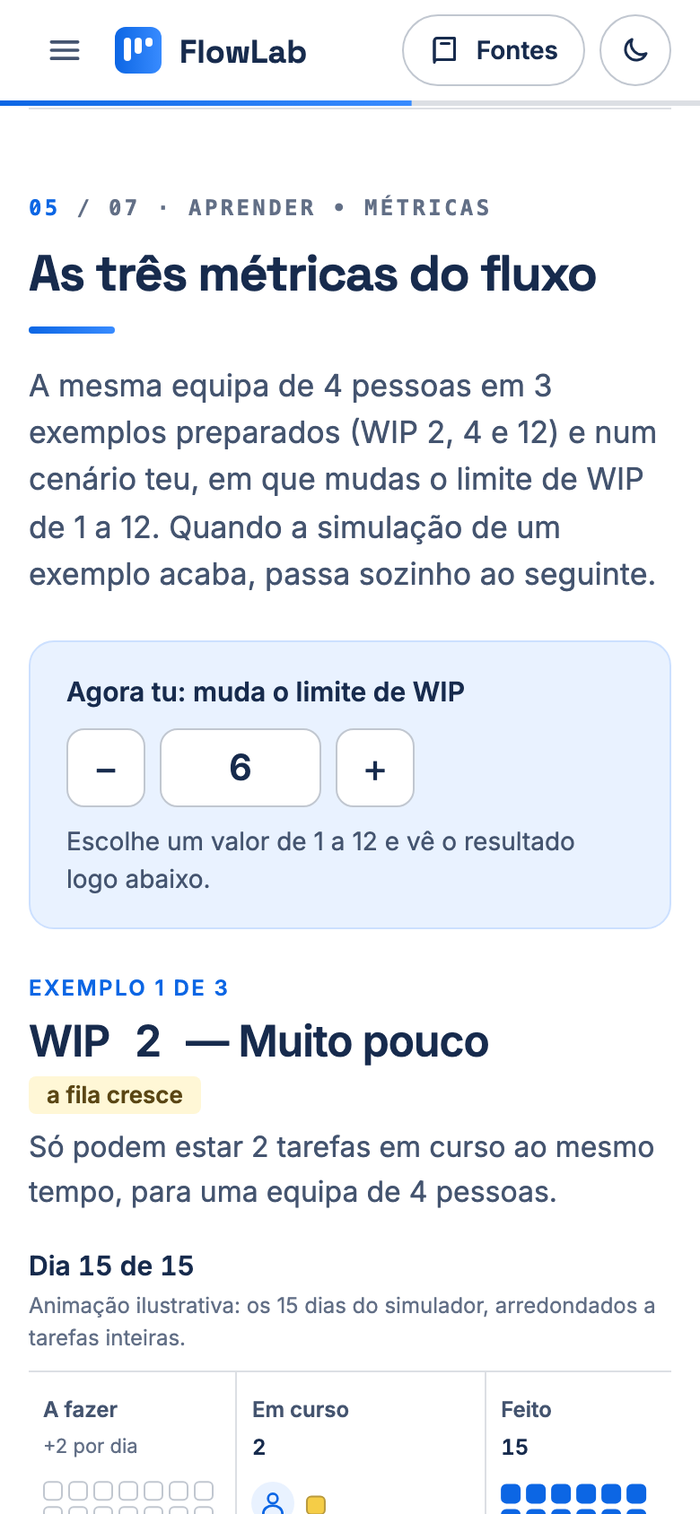 FlowLab
Fontes
05 / 07 · APRENDER • MÉTRICAS
As três métricas do fluxo
A mesma equipa de 4 pessoas em 3
exemplos preparados (WIP 2, 4 e 12) e num
cenário teu, em que mudas o limite de WIP
de 1 a 12. Quando a simulação de um
exemplo acaba, passa sozinho ao seguinte.
Agora tu: muda o limite de WIP
– 6 +
Escolhe um valor de 1 a 12 e vê o resultado
logo abaixo.
EXEMPLO 1 DE 3
WIP 2 — Muito pouco
a fila cresce
Só podem estar 2 tarefas em curso ao mesmo
tempo, para uma equipa de 4 pessoas.
Dia 15 de 15
Animação ilustrativa: os 15 dias do simulador, arredondados a
tarefas inteiras.
A fazer
+2 por dia
Em curso
2
Feito
15